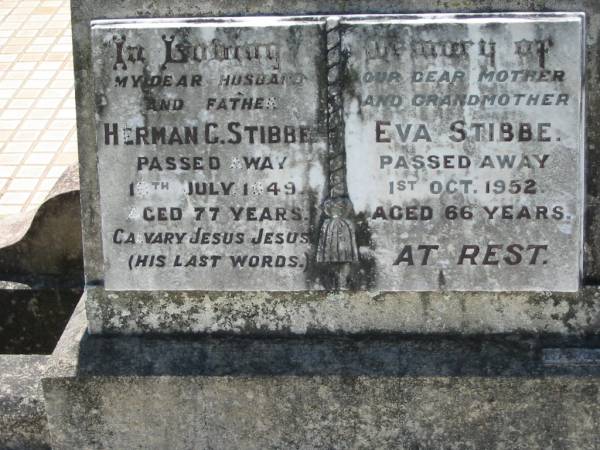 In Loving
MY DEAR HUSBAND
AND FATHER
HERMAN C. STIBBE
PASSED AWAY
JULY 1949.
AGED 77 YEARS.
CALVARY JESUS JESUS
(HIS LAST WORDS.)
Memory of
OUR DEAR MOTHER
AND GRANDMOTHER
EVA STIBBE.
PASSED AWAY
1ST OCT. 1952
AGED 66 YEARS.
AT REST.